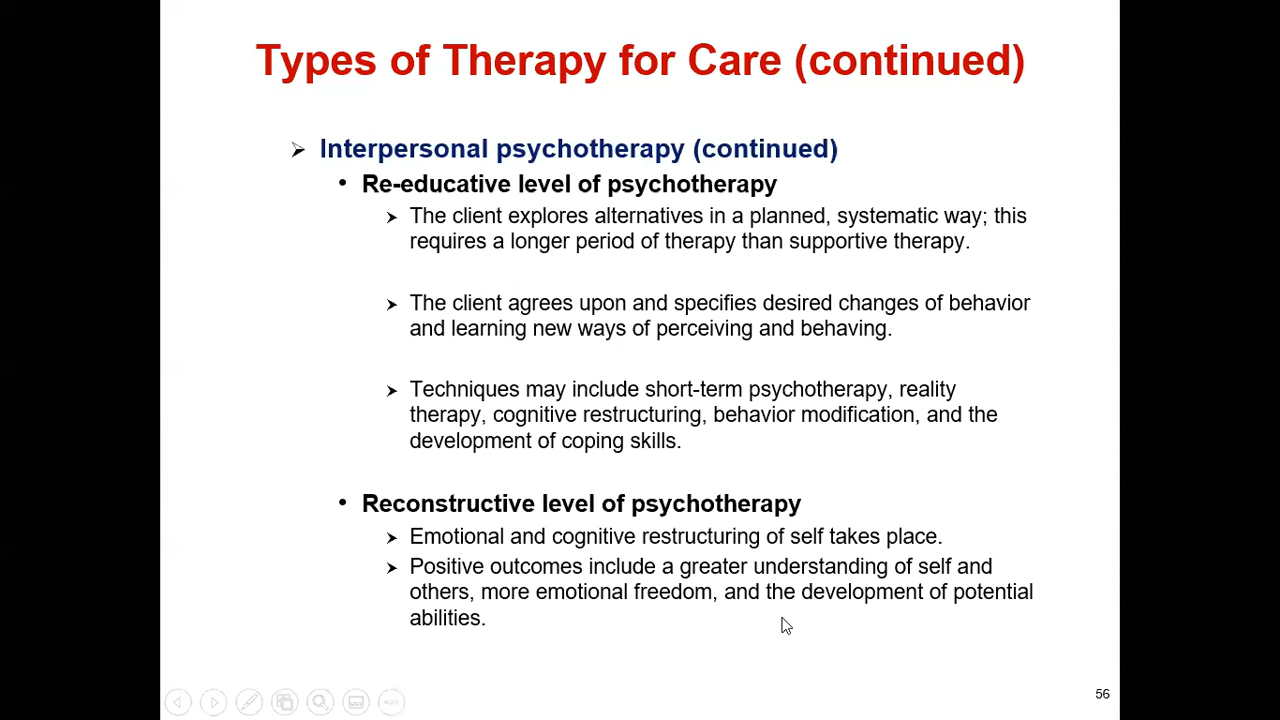 Types of Therapy for Care (continued)
Interpersonal psychotherapy (continued)
Re-educative level of psychotherapy
The client explores alternatives in a planned, systematic way; this
requires a longer period of therapy than supportive therapy.
The client agrees upon and specifies desired changes of behavior
and learning new ways of perceiving and behaving.
Techniques may include short-term psychotherapy, reality
therapy, cognitive restructuring, behavior modification, and the
development of coping skills.
Reconstructive level of psychotherapy
Emotional and cognitive restructuring of self takes place.
Positive outcomes include a greater understanding of self and
others, more emotional freedom, and the development of potential
abilities.
56